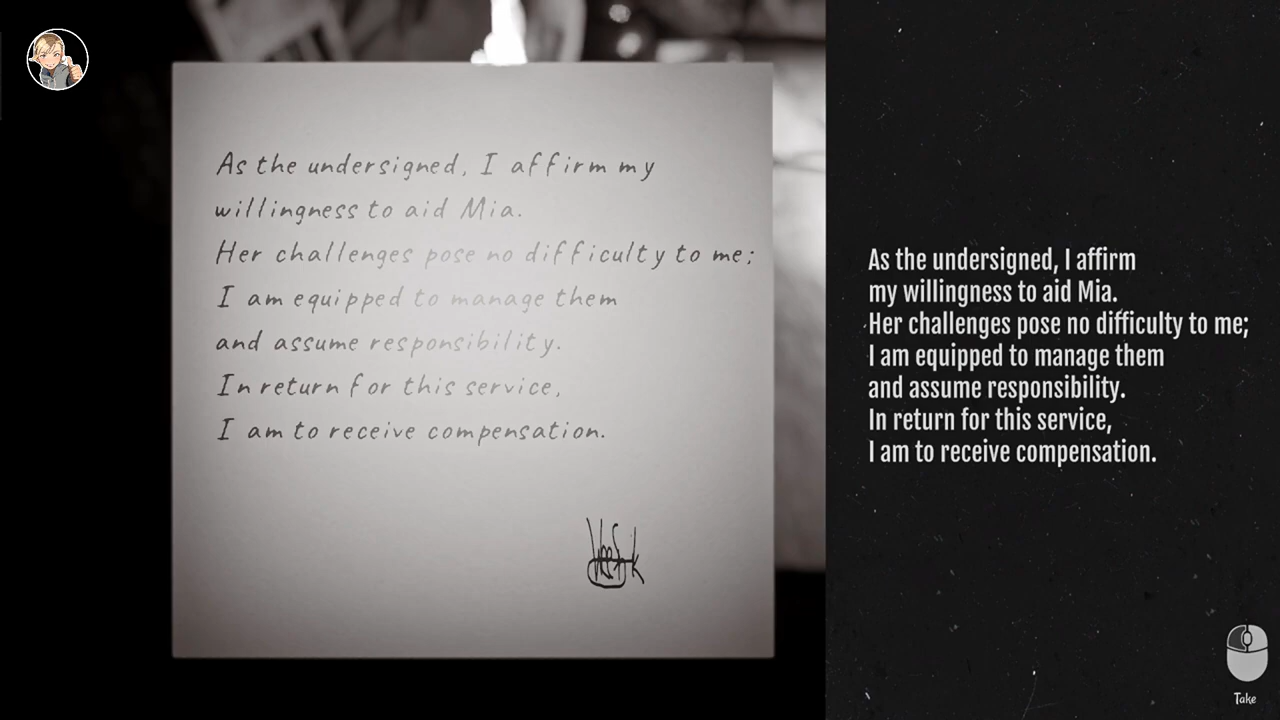 As the undersigned, I affirm my
willingness to aid Mia.
Her challenges pose no difficulty to me;
I am equipped to manage them
and assume responsibility.
In return for this service,
I am to receive compensation.
As the undersigned, I affirm
my willingness to aid Mia.
Her challenges pose no difficulty to me;
I am equipped to manage them
and assume responsibility.
In return for this service,
I am to receive compensation.
Take